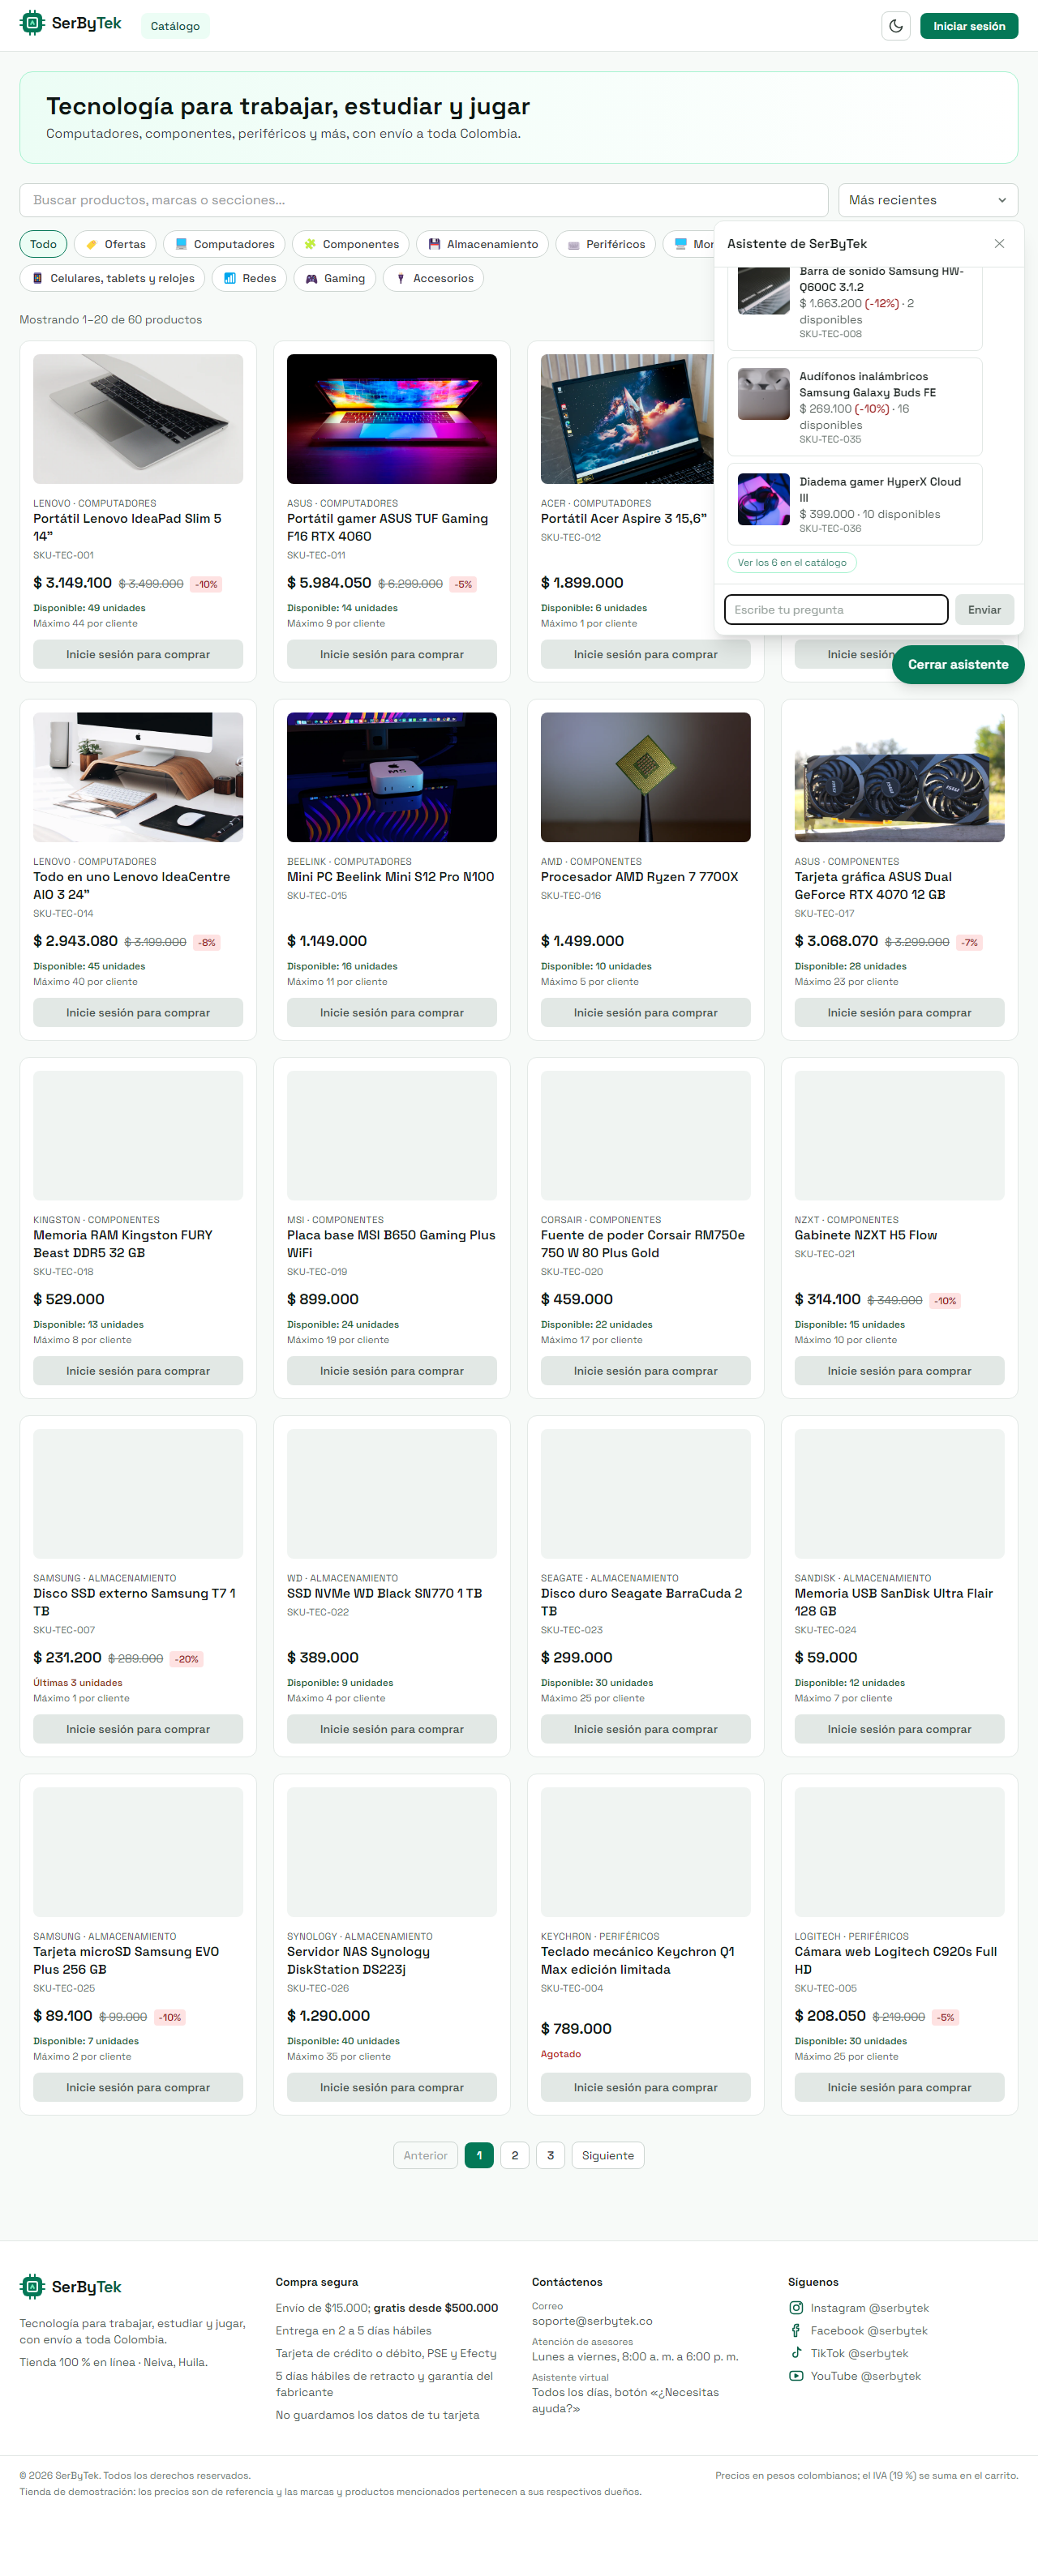 SerByTek
Catálogo
Iniciar sesión
Tecnología para trabajar, estudiar y jugar
Computadores, componentes, periféricos y más, con envío a toda Colombia.
Buscar productos, marcas o secciones...
Más recientes
Todo
Ofertas
Computadores
Componentes
Almacenamiento
Periféricos
Celulares, tablets y relojes
Redes
Gaming
Accesorios
Mostrando 1–20 de 60 productos
Asistente de SerByTek
Barra de sonido Samsung HW-
Q600C 3.1.2
$ 1.663.200 (-12%) · 2
disponibles
SKU-TEC-008
Audífonos inalámbricos
Samsung Galaxy Buds FE
$ 269.100 (-10%) · 16
disponibles
SKU-TEC-035
Diadema gamer HyperX Cloud
III
$ 399.000 · 10 disponibles
SKU-TEC-036
Ver los 6 en el catálogo
Escribe tu pregunta
Enviar
Cerrar asistente
LENOVO · COMPUTADORES
Portátil Lenovo IdeaPad Slim 5
14”
SKU-TEC-001
$ 3.149.100 $ 3.499.000 -10%
Disponible: 49 unidades
Máximo 44 por cliente
Inicie sesión para comprar
ASUS · COMPUTADORES
Portátil gamer ASUS TUF Gaming
F16 RTX 4060
SKU-TEC-011
$ 5.984.050 $ 6.299.000 -5%
Disponible: 14 unidades
Máximo 9 por cliente
Inicie sesión para comprar
ACER · COMPUTADORES
Portátil Acer Aspire 3 15,6”
SKU-TEC-012
$ 1.899.000
Disponible: 6 unidades
Máximo 1 por cliente
Inicie sesión para comprar
Inicie sesión
LENOVO · COMPUTADORES
Todo en uno Lenovo IdeaCentre
AIO 3 24”
SKU-TEC-014
$ 2.943.080 $ 3.199.000 -8%
Disponible: 45 unidades
Máximo 40 por cliente
Inicie sesión para comprar
BEELINK · COMPUTADORES
Mini PC Beelink Mini S12 Pro N100
SKU-TEC-015
$ 1.149.000
Disponible: 16 unidades
Máximo 11 por cliente
Inicie sesión para comprar
AMD · COMPONENTES
Procesador AMD Ryzen 7 7700X
SKU-TEC-016
$ 1.499.000
Disponible: 10 unidades
Máximo 5 por cliente
Inicie sesión para comprar
ASUS · COMPONENTES
Tarjeta gráfica ASUS Dual
GeForce RTX 4070 12 GB
SKU-TEC-017
$ 3.068.070 $ 3.299.000 -7%
Disponible: 28 unidades
Máximo 23 por cliente
Inicie sesión para comprar
KINGSTON · COMPONENTES
Memoria RAM Kingston FURY
Beast DDR5 32 GB
SKU-TEC-018
$ 529.000
Disponible: 13 unidades
Máximo 8 por cliente
Inicie sesión para comprar
MSI · COMPONENTES
Placa base MSI B650 Gaming Plus
WiFi
SKU-TEC-019
$ 899.000
Disponible: 24 unidades
Máximo 19 por cliente
Inicie sesión para comprar
CORSAIR · COMPONENTES
Fuente de poder Corsair RM750e
750 W 80 Plus Gold
SKU-TEC-020
$ 459.000
Disponible: 22 unidades
Máximo 17 por cliente
Inicie sesión para comprar
NZXT · COMPONENTES
Gabinete NZXT H5 Flow
SKU-TEC-021
$ 314.100 $ 349.000 -10%
Disponible: 15 unidades
Máximo 10 por cliente
Inicie sesión para comprar
SAMSUNG · ALMACENAMIENTO
Disco SSD externo Samsung T7 1
TB
SKU-TEC-007
$ 231.200 $ 289.000 -20%
Últimas 3 unidades
Máximo 1 por cliente
Inicie sesión para comprar
WD · ALMACENAMIENTO
SSD NVMe WD Black SN770 1 TB
SKU-TEC-022
$ 389.000
Disponible: 9 unidades
Máximo 4 por cliente
Inicie sesión para comprar
SEAGATE · ALMACENAMIENTO
Disco duro Seagate BarraCuda 2
TB
SKU-TEC-023
$ 299.000
Disponible: 30 unidades
Máximo 25 por cliente
Inicie sesión para comprar
SANDISK · ALMACENAMIENTO
Memoria USB SanDisk Ultra Flair
128 GB
SKU-TEC-024
$ 59.000
Disponible: 12 unidades
Máximo 7 por cliente
Inicie sesión para comprar
SAMSUNG · ALMACENAMIENTO
Tarjeta microSD Samsung EVO
Plus 256 GB
SKU-TEC-025
$ 89.100 $ 99.000 -10%
Disponible: 7 unidades
Máximo 2 por cliente
Inicie sesión para comprar
SYNOLOGY · ALMACENAMIENTO
Servidor NAS Synology
DiskStation DS223j
SKU-TEC-026
$ 1.290.000
Disponible: 40 unidades
Máximo 35 por cliente
Inicie sesión para comprar
KEYCHRON · PERIFÉRICOS
Teclado mecánico Keychron Q1
Max edición limitada
SKU-TEC-004
$ 789.000
Agotado
Inicie sesión para comprar
LOGITECH · PERIFÉRICOS
Cámara web Logitech C920s Full
HD
SKU-TEC-005
$ 208.050 $ 219.000 -5%
Disponible: 30 unidades
Máximo 25 por cliente
Inicie sesión para comprar
Anterior
1
2
3
Siguiente
SerByTek
Tecnología para trabajar, estudiar y jugar,
con envío a toda Colombia.
Tienda 100 % en línea · Neiva, Huila.
Compra segura
Envío de $15.000; gratis desde $500.000
Entrega en 2 a 5 días hábiles
Tarjeta de crédito o débito, PSE y Efecty
5 días hábiles de retracto y garantía del
fabricante
No guardamos los datos de tu tarjeta
Contáctenos
Correo
soporte@serbytek.co
Atención de asesores
Lunes a viernes, 8:00 a. m. a 6:00 p. m.
Asistente virtual
Todos los días, botón «¿Necesitas
ayuda?»
Síguenos
Instagram @serbytek
Facebook @serbytek
TikTok @serbytek
YouTube @serbytek
© 2026 SerByTek. Todos los derechos reservados.
Precios en pesos colombianos; el IVA (19 %) se suma en el carrito.
Tienda de demostración: los precios son de referencia y las marcas y productos mencionados pertenecen a sus respectivos dueños.